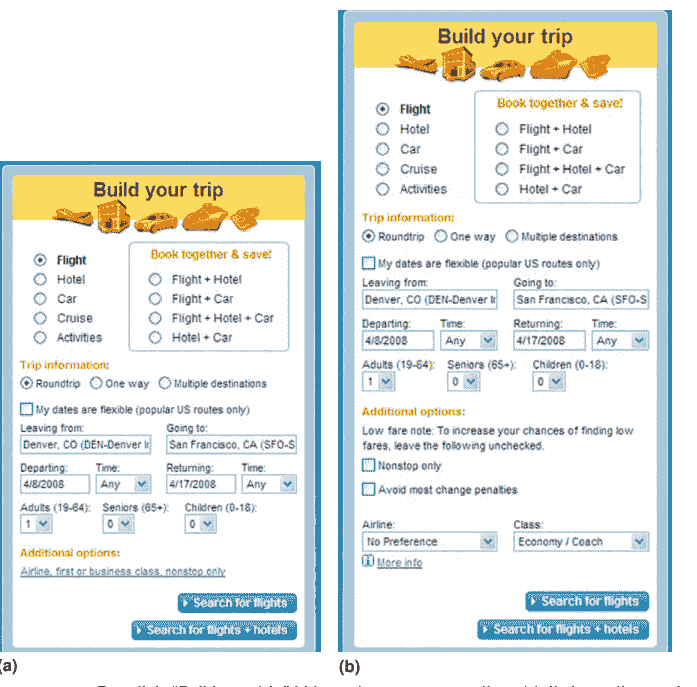 Build your trip
Flight
Hotel
Car
Cruise
Activities
Book together & save!
Flight + Hotel
Flight + Car
Flight + Hotel + Car
Hotel + Car
Trip information:
Roundtrip One way Multiple destinations
My dates are flexible (popular US routes only)
Leaving from: Going to:
Denver, CO (DEN-Denver San Francisco, CA (SFO-S
Departing: Time: Returning: Time:
4/8/2008 Any 4/17/2008 Any
Adults (19-64): Seniors (65+): Children (0-18):
1 0 0
Additional options:
Airline, first or business class, nonstop only
Search for flights
Search for flights + hotels
(a)
Build your trip
Flight
Hotel
Car
Cruise
Activities
Book together & save!
Flight + Hotel
Flight + Car
Flight + Hotel + Car
Hotel + Car
Trip information:
Roundtrip One way Multiple destinations
My dates are flexible (popular US routes only)
Leaving from: Going to:
Denver, CO (DEN-Denver San Francisco, CA (SFO-S
Departing: Time: Returning: Time:
4/8/2008 Any 4/17/2008 Any
Adults (19-64): Seniors (65+): Children (0-18):
1 0 0
Additional options:
Low fare note: To increase your chances of finding low
fares, leave the following unchecked.
Nonstop only
Avoid most change penalties
Airline: Class:
No Preference Economy / Coach
More info
Search for flights
Search for flights + hotels
(b)